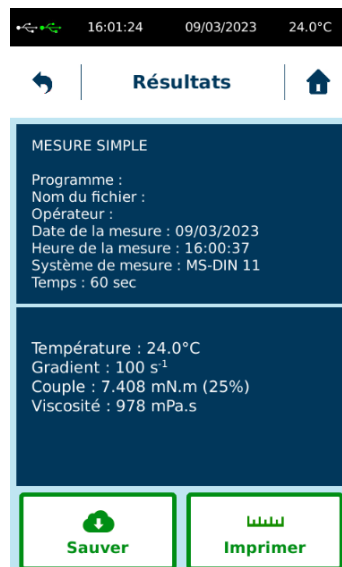 16:01:24 09/03/2023 24.0°C
Résultats
MESURE SIMPLE
Programme :
Nom du fichier :
Opérateur :
Date de la mesure : 09/03/2023
Heure de la mesure : 16:00:37
Système de mesure : MS-DIN 11
Temps : 60 sec
Température : 24.0°C
Gradient : 100 s⁻¹
Couple : 7.408 mN.m (25%)
Viscosité : 978 mPa.s
Sauver Imprimer